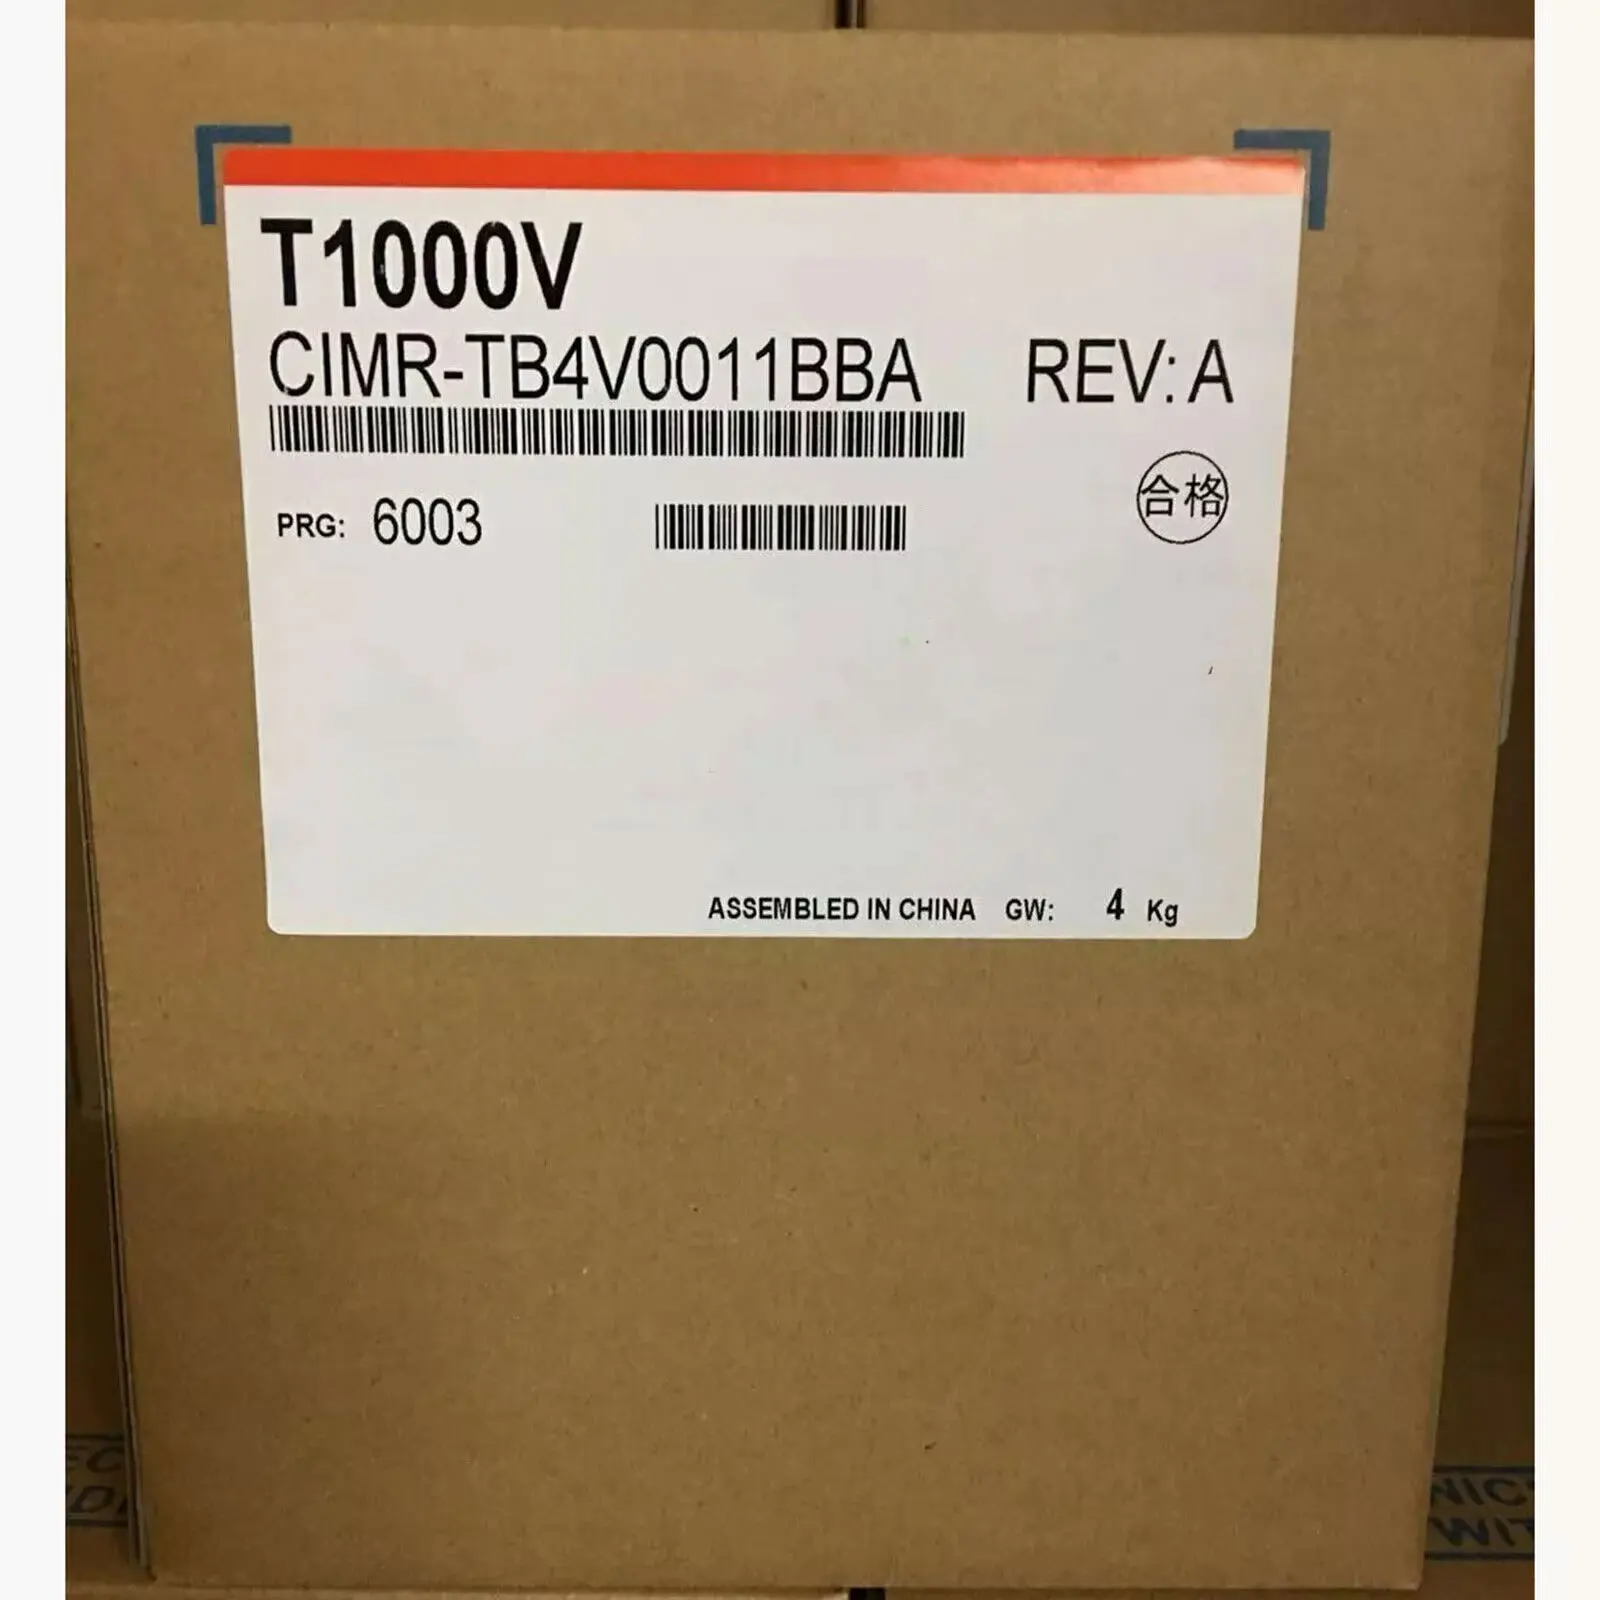 T1000V
CIMR-TB4V0011BBA REV: A
PRG: 6003
合格
ASSEMBLED IN CHINA GW: 4 Kg